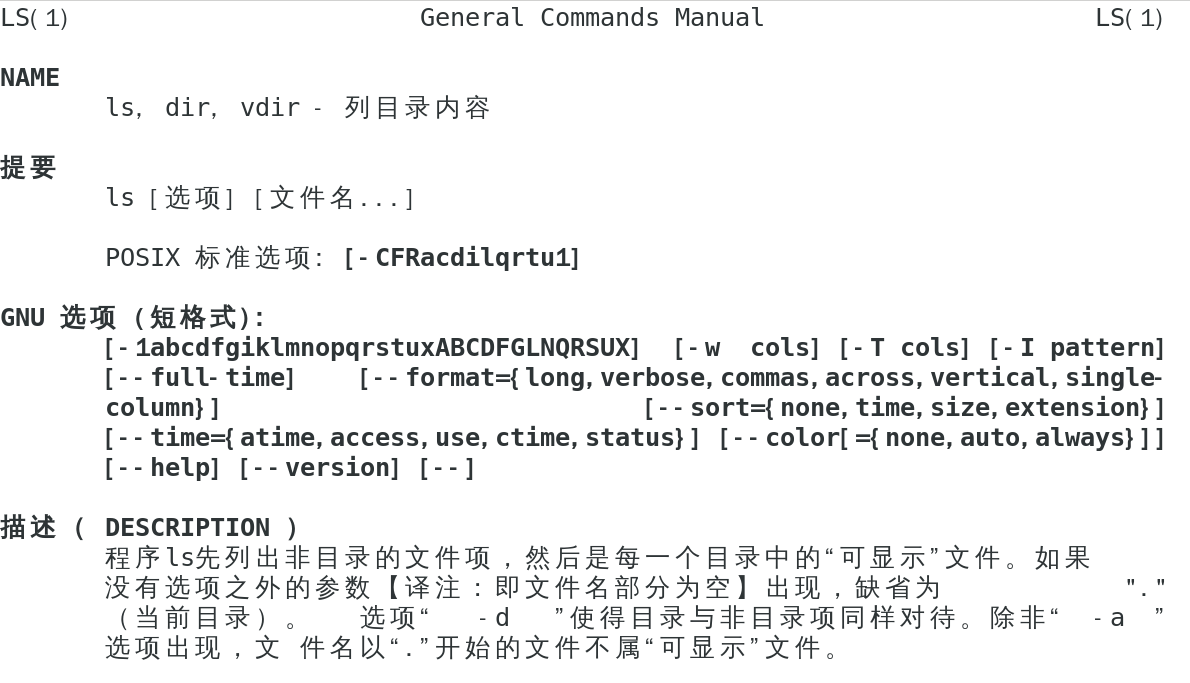 LS(1) General Commands Manual LS(1)
NAME
ls, dir, vdir - 列目录内容
提要
ls [选项] [文件名...]
POSIX 标准选项: [-CFRacdilqrtu1]
GNU 选项 (短格式):
[-1abcdfgiklmnopqrstuxABCDFGLNQRSUX] [-w cols] [-T cols] [-I pattern]
[--full-time] [--format={long,verbose,commas,across,vertical,single-
column}] [--sort={none,time,size,extension}]
[--time={atime,access,use,ctime,status}] [--color[={none,auto,always}]]
[--help] [--version] [--]
描述( DESCRIPTION )
程序ls先列出非目录的文件项，然后是每一个目录中的“可显示”文件。如果
没有选项之外的参数【译注：即文件名部分为空】出现，缺省为 "."
（当前目录）。 选项“ -d ”使得目录与非目录项同样对待。除非“ -a ”
选项出现，文 件名以“.”开始的文件不属“可显示”文件。